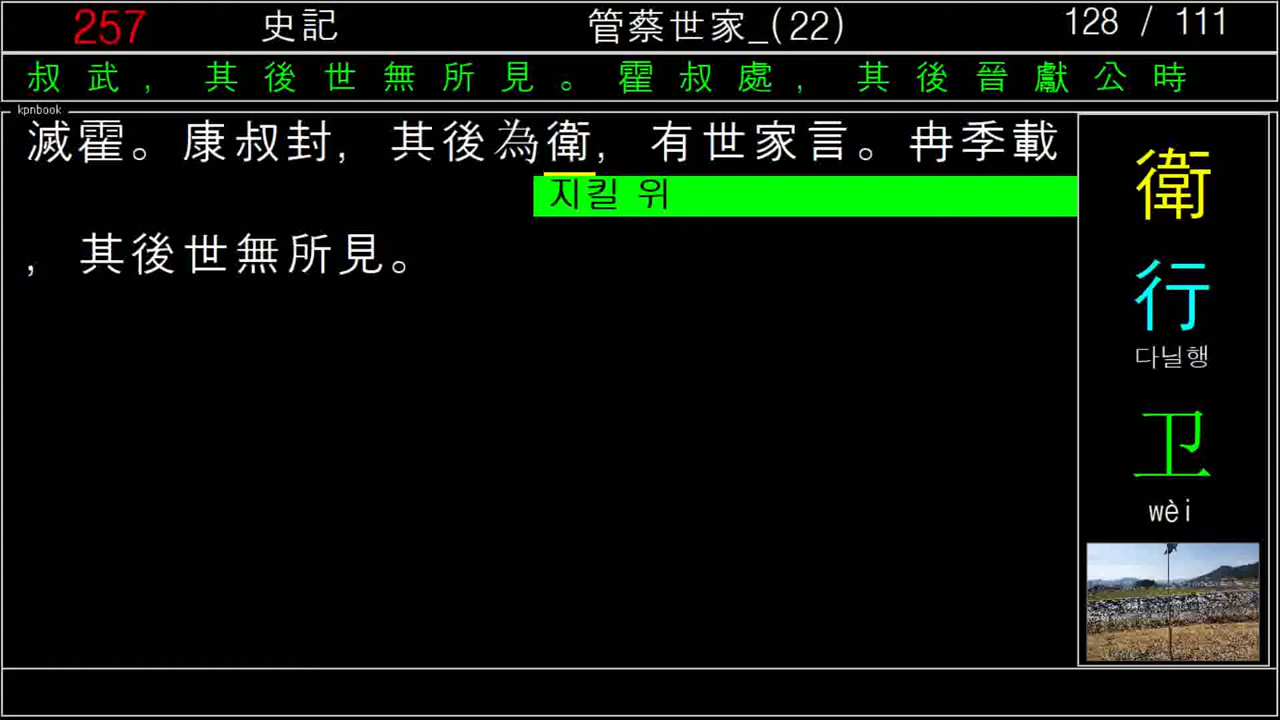 257 史記 管蔡世家_(22) 128 / 111
叔武, 其後世無所見。霍叔處, 其後晉獻公時
kpnbook
滅霍。康叔封, 其後為衛, 有世家言。冉季載
지킬 위
, 其後世無所見。
衛
行
다닐행
卫
wèi